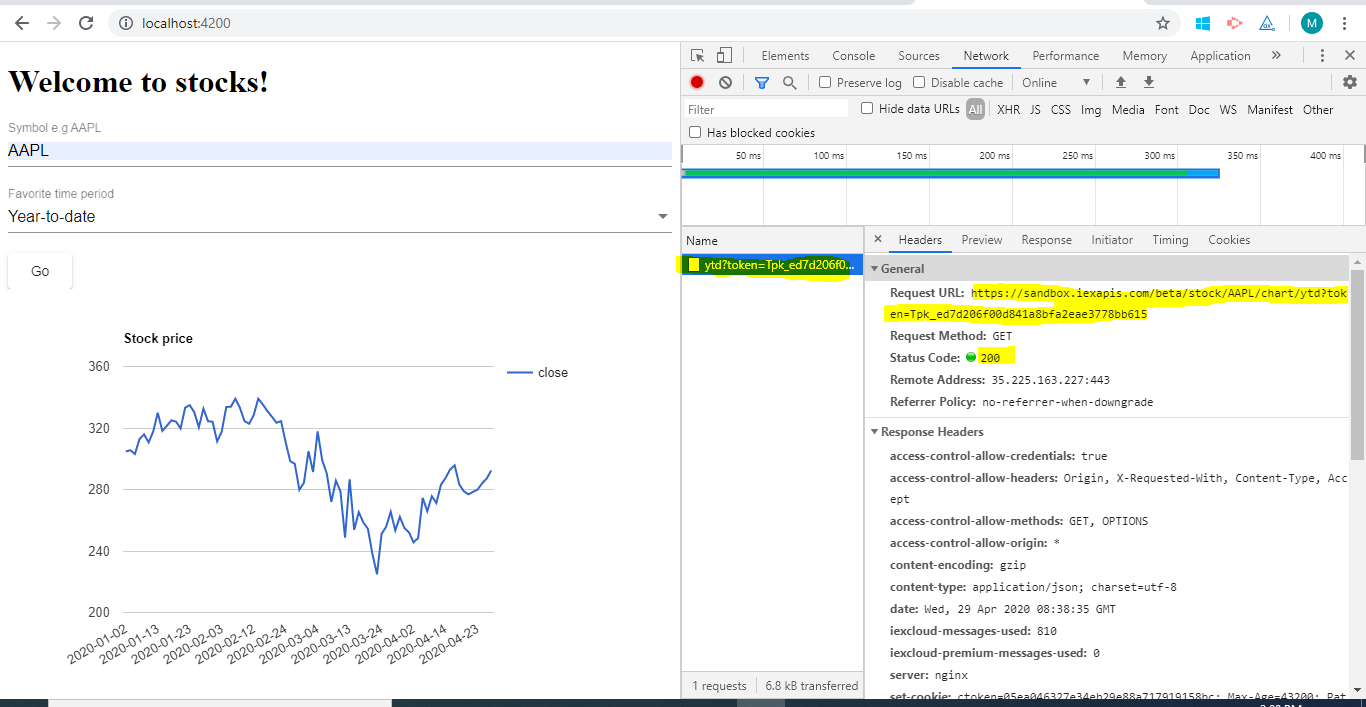 localhost:4200
M
Welcome to stocks!
Symbol e.g AAPL
AAPL
Favorite time period
Year-to-date
Go
Stock price
close
360
320
280
240
200
2020-01-02
2020-01-13
2020-01-23
2020-02-03
2020-02-12
2020-02-24
2020-03-04
2020-03-13
2020-03-24
2020-04-02
2020-04-14
2020-04-23
Elements Console Sources Network Performance Memory Application »
Preserve log Disable cache Online
Filter Hide data URLs All XHR JS CSS Img Media Font Doc WS Manifest Other
Has blocked cookies
50 ms 100 ms 150 ms 200 ms 250 ms 300 ms 350 ms 400 ms
Name
ytd?token=Tpk_ed7d206f0...
1 requests 6.8 kB transferred
× Headers Preview Response Initiator Timing Cookies
General
Request URL: https://sandbox.iexapis.com/beta/stock/AAPL/chart/ytd?tok
en=Tpk_ed7d206f00d841a8bfa2eae3778bb615
Request Method: GET
Status Code: 200
Remote Address: 35.225.163.227:443
Referrer Policy: no-referrer-when-downgrade
Response Headers
access-control-allow-credentials: true
access-control-allow-headers: Origin, X-Requested-With, Content-Type, Acc
ept
access-control-allow-methods: GET, OPTIONS
access-control-allow-origin: *
content-encoding: gzip
content-type: application/json; charset=utf-8
date: Wed, 29 Apr 2020 08:38:35 GMT
iexcloud-messages-used: 810
iexcloud-premium-messages-used: 0
server: nginx
set-cookie: ctoken=05ea046327e34eb29e88a717919158bc; Max-Age=43200; Pat